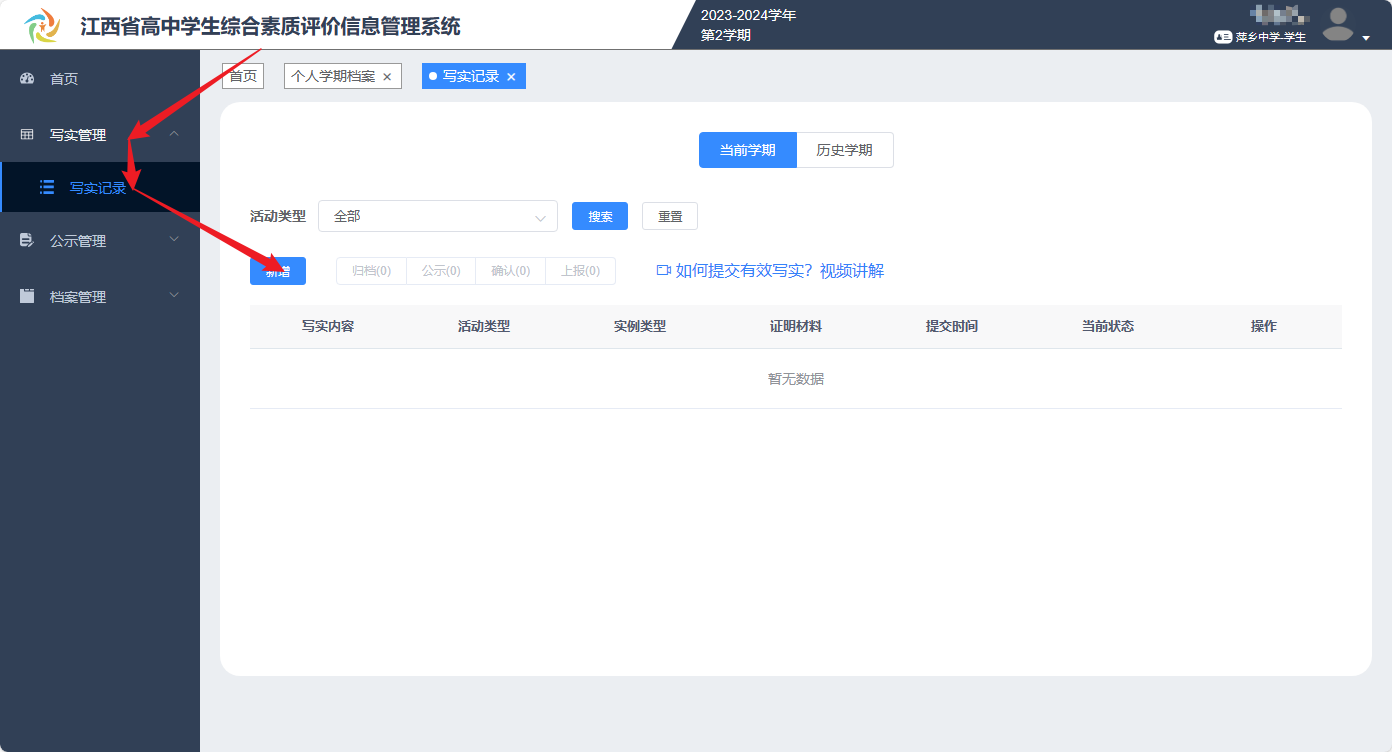 江西省高中学生综合素质评价信息管理系统
2023-2024学年
第2学期
萍乡中学-学生
首页
写实管理
写实记录
公示管理
档案管理
首页
个人学期档案 ×
写实记录 ×
当前学期
历史学期
活动类型
全部
搜索
重置
新增
归档(0)
公示(0)
确认(0)
上报(0)
如何提交有效写实？视频讲解
写实内容
活动类型
实例类型
证明材料
提交时间
当前状态
操作
暂无数据